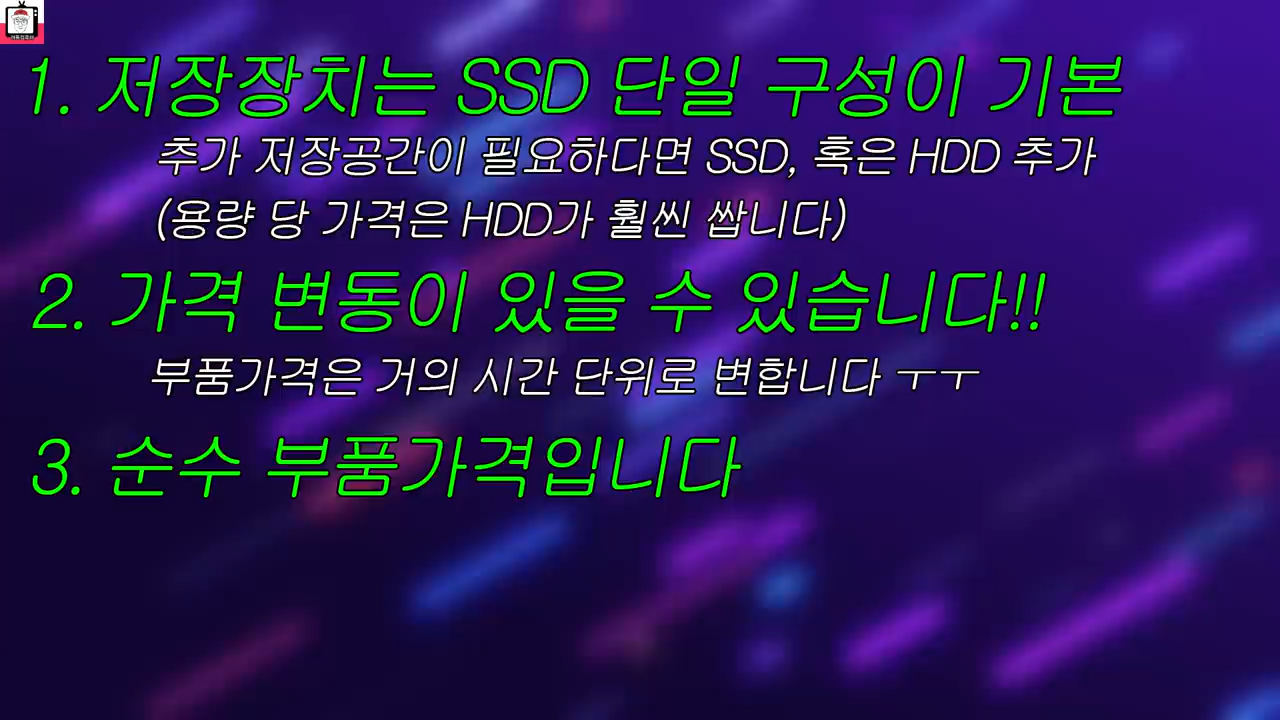 1. 저장장치는 SSD 단일 구성이 기본
추가 저장공간이 필요하다면 SSD, 혹은 HDD 추가
(용량 당 가격은 HDD가 훨씬 쌉니다)
2. 가격 변동이 있을 수 있습니다!!
부품가격은 거의 시간 단위로 변합니다 ㅜㅜ
3. 순수 부품가격입니다